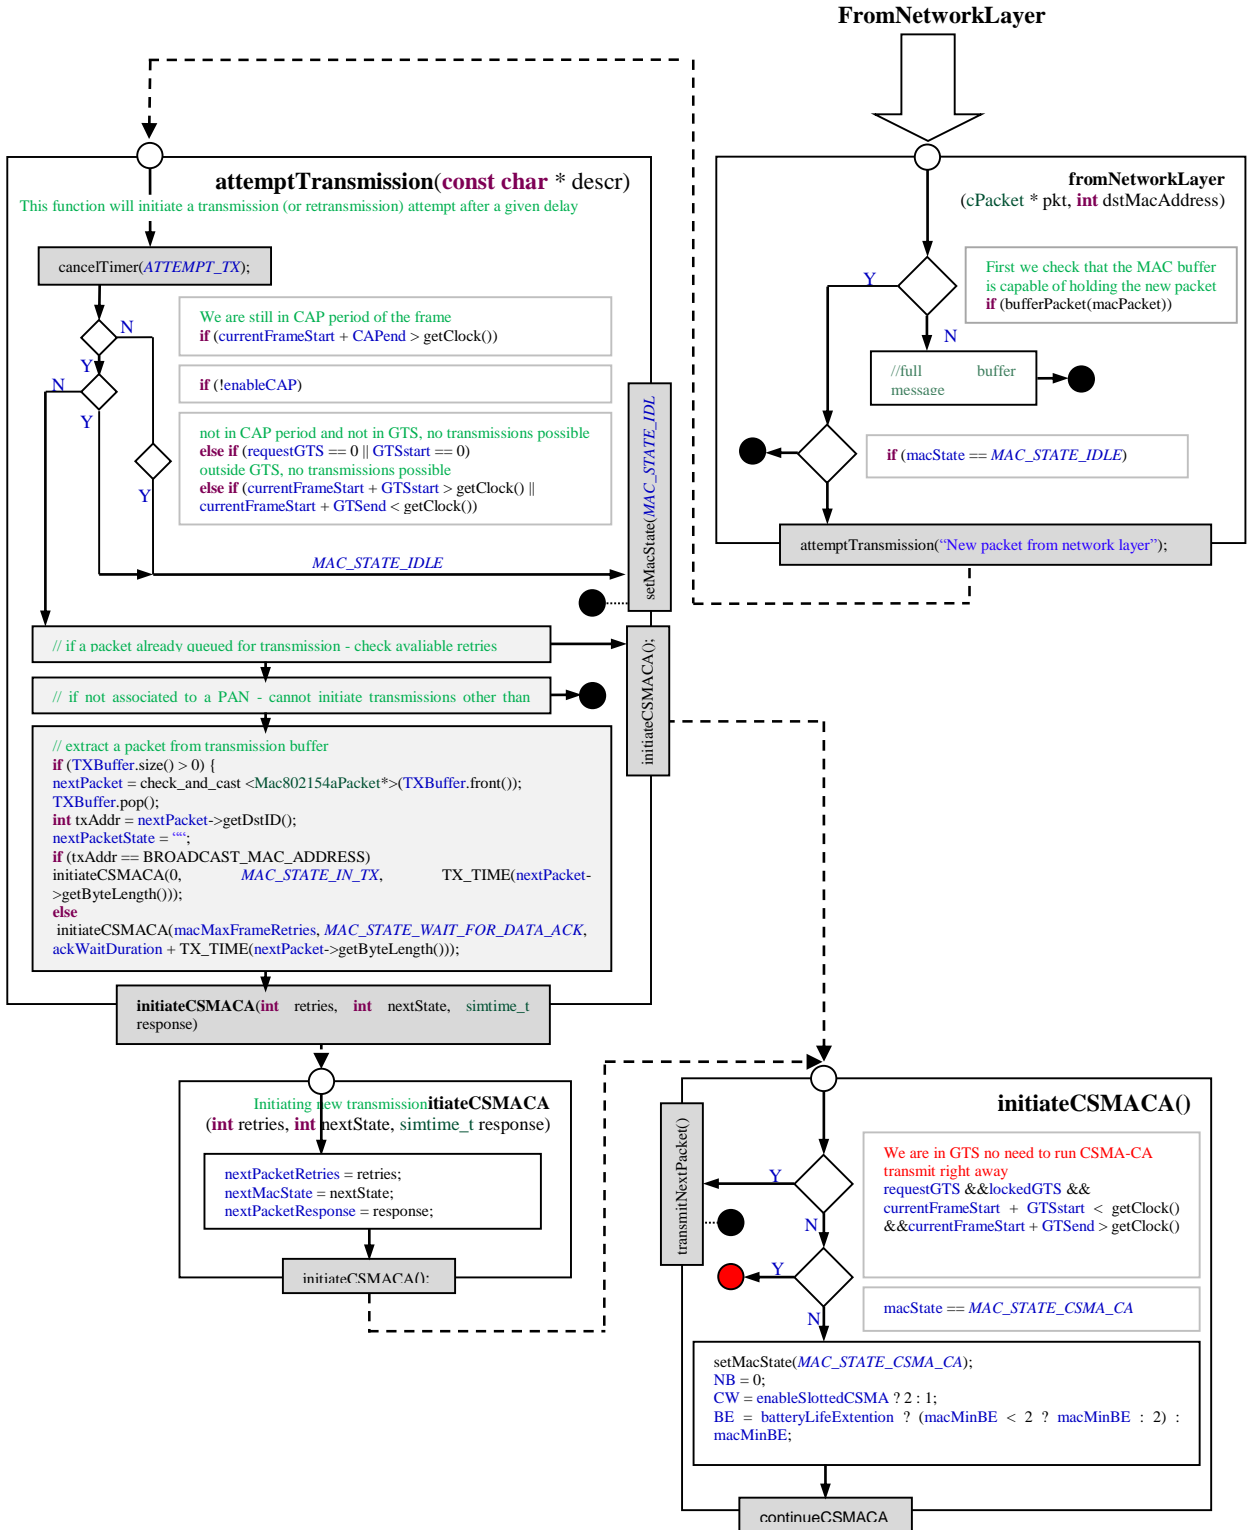 FromNetworkLayer
attemptTransmission(const char * descr)
This function will initiate a transmission (or retransmission) attempt after a given delay
cancelTimer(ATTEMPT_TX);
N
We are still in CAP period of the frame
if (currentFrameStart + CAPend > getClock())
Y
N
if (!enableCAP)
Y
not in CAP period and not in GTS, no transmissions possible
else if (requestGTS == 0 || GTSstart == 0)
outside GTS, no transmissions possible
else if (currentFrameStart + GTSstart > getClock() ||
currentFrameStart + GTSend < getClock())
Y
MAC_STATE_IDLE
setMacState(MAC_STATE_IDL
// if a packet already queued for transmission - check avaliable retries
initiateCSMACA();
// if not associated to a PAN - cannot initiate transmissions other than
// extract a packet from transmission buffer
if (TXBuffer.size() > 0) {
nextPacket = check_and_cast <Mac802154aPacket*>(TXBuffer.front());
TXBuffer.pop();
int txAddr = nextPacket->getDstID();
nextPacketState = “““;
if (txAddr == BROADCAST_MAC_ADDRESS)
initiateCSMACA(0, MAC_STATE_IN_TX, TX_TIME(nextPacket-
>getByteLength()));
else
initiateCSMACA(macMaxFrameRetries, MAC_STATE_WAIT_FOR_DATA_ACK,
ackWaitDuration + TX_TIME(nextPacket->getByteLength()));
initiateCSMACA(int retries, int nextState, simtime_t
response)
fromNetworkLayer
(cPacket * pkt, int dstMacAddress)
First we check that the MAC buffer
is capable of holding the new packet
if (bufferPacket(macPacket))
Y
N
//full buffer
message
if (macState == MAC_STATE_IDLE)
attemptTransmission(“New packet from network layer”);
Initiating new transmissionitiateCSMACA
(int retries, int nextState, simtime_t response)
nextPacketRetries = retries;
nextMacState = nextState;
nextPacketResponse = response;
initiateCSMACA();
initiateCSMACA()
transmitNextPacket()
We are in GTS no need to run CSMA-CA
transmit right away
requestGTS &&lockedGTS &&
currentFrameStart + GTSstart < getClock()
&&currentFrameStart + GTSend > getClock()
Y
N
Y
macState == MAC_STATE_CSMA_CA
N
setMacState(MAC_STATE_CSMA_CA);
NB = 0;
CW = enableSlottedCSMA ? 2 : 1;
BE = batteryLifeExtention ? (macMinBE < 2 ? macMinBE : 2) :
macMinBE;
continueCSMACA